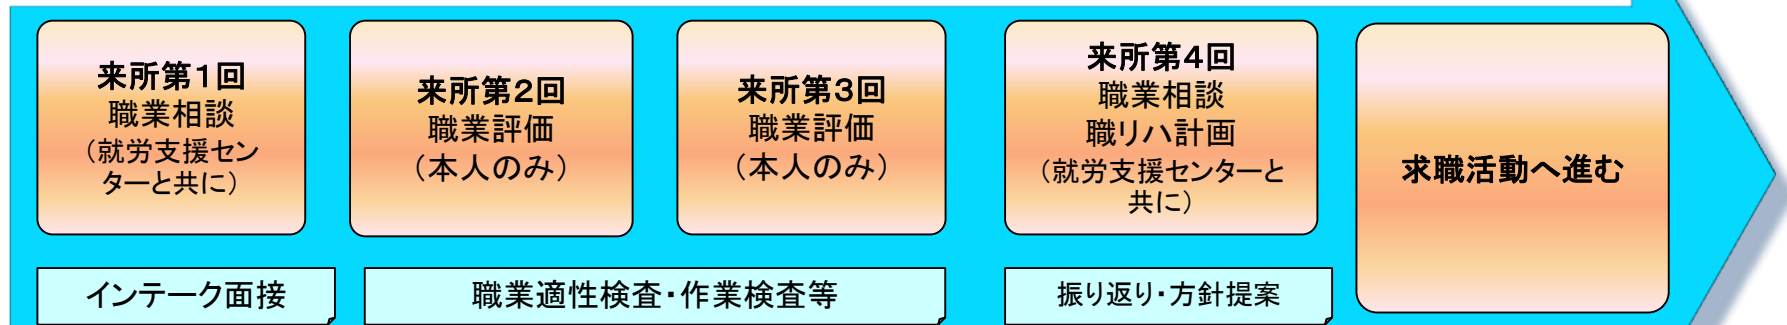 来所第1回
職業相談
（就労支援セン
ターと共に）
来所第2回
職業評価
（本人のみ）
来所第3回
職業評価
（本人のみ）
来所第4回
職業相談
職リハ計画
（就労支援センターと
共に）
求職活動へ進む
インテーク面接
職業適性検査・作業検査等
振り返り・方針提案